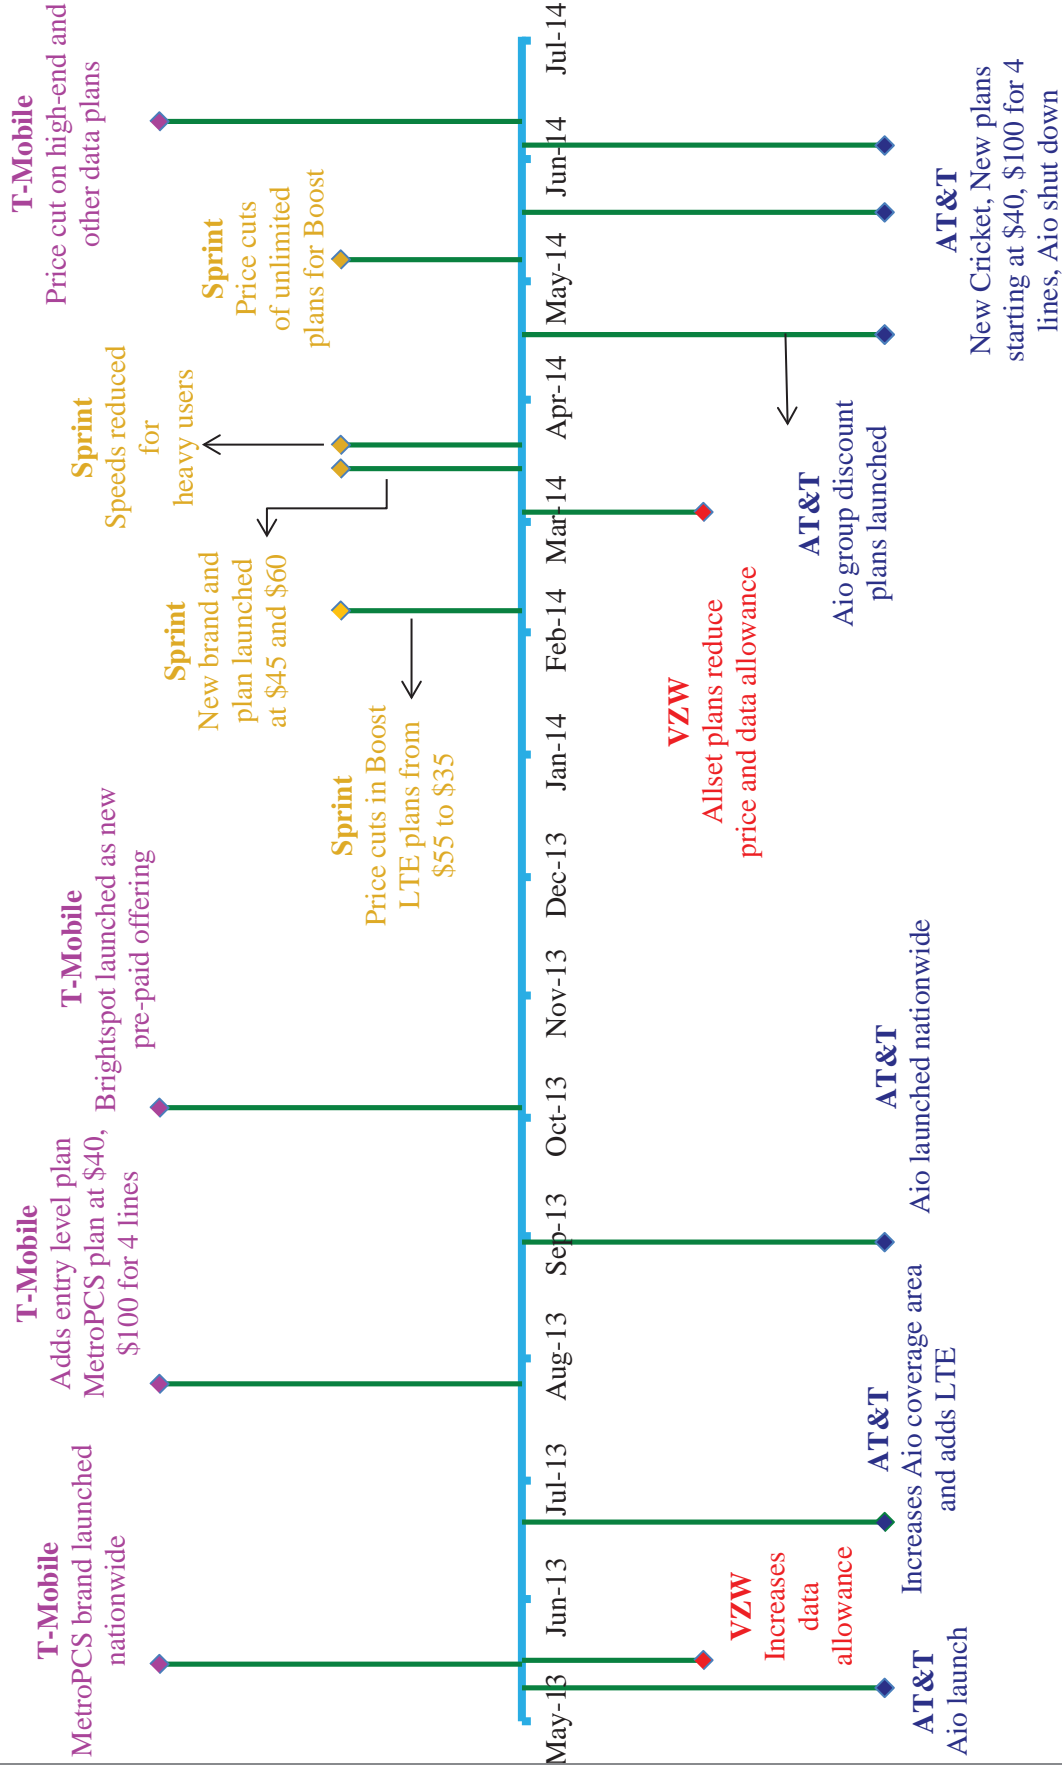 T-Mobile
MetroPCS brand launched
nationwide
T-Mobile
Adds entry level plan
MetroPCS plan at $40,
$100 for 4 lines
T-Mobile
Brightspot launched as new
pre-paid offering
Sprint
Price cuts in Boost
LTE plans from
$55 to $35
Sprint
New brand and
plan launched
at $45 and $60
Sprint
Speeds reduced
for
heavy users
Sprint
Price cuts
of unlimited
plans for Boost
T-Mobile
Price cut on high-end and
other data plans
May-13
Jun-13
Jul-13
Aug-13
Sep-13
Oct-13
Nov-13
Dec-13
Jan-14
Feb-14
Mar-14
Apr-14
May-14
Jun-14
Jul-14
AT&T
Aio launch
VZW
Increases
data
allowance
AT&T
Increases Aio coverage area
and adds LTE
AT&T
Aio launched nationwide
VZW
Allset plans reduce
price and data allowance
AT&T
Aio group discount
plans launched
AT&T
New Cricket, New plans
starting at $40, $100 for 4
lines, Aio shut down